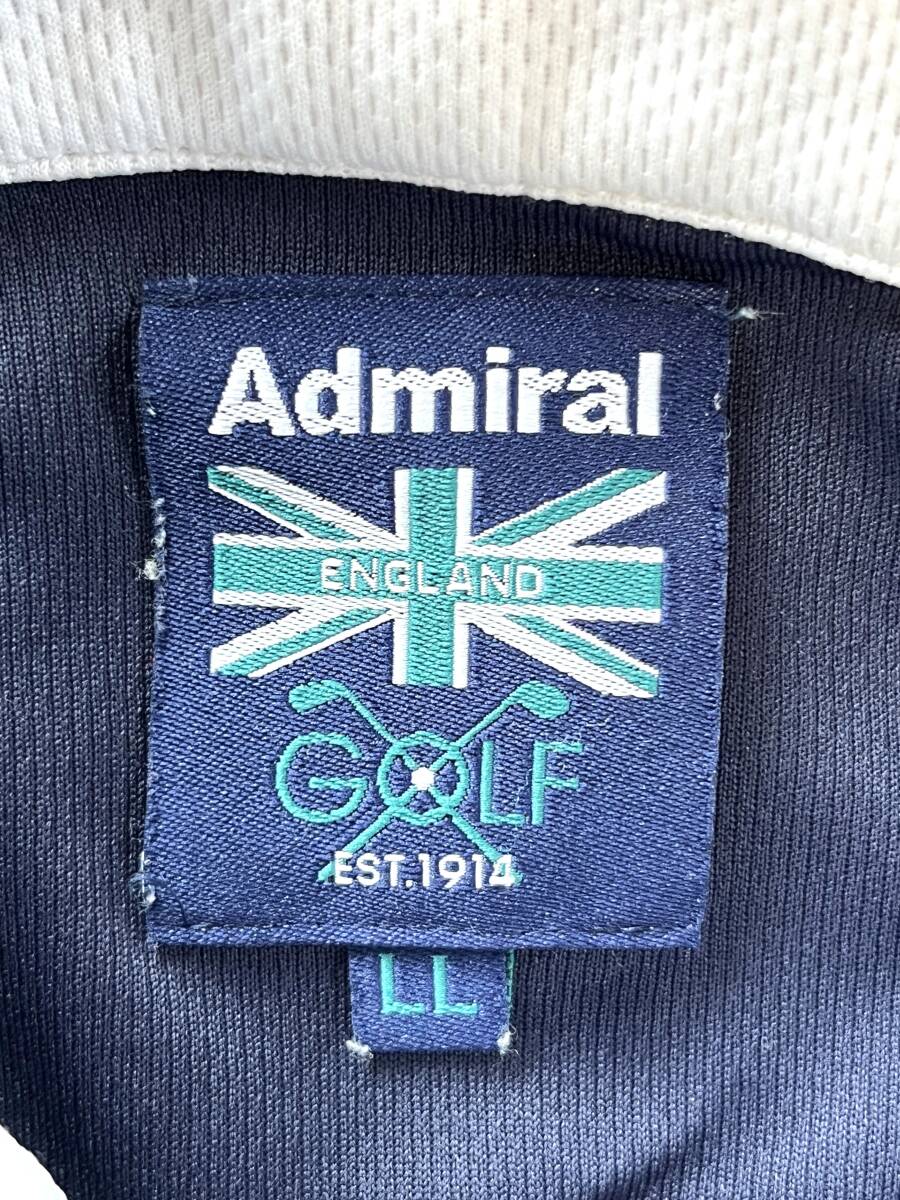 Admiral
ENGLAND
GOLF
EST.1914
LL